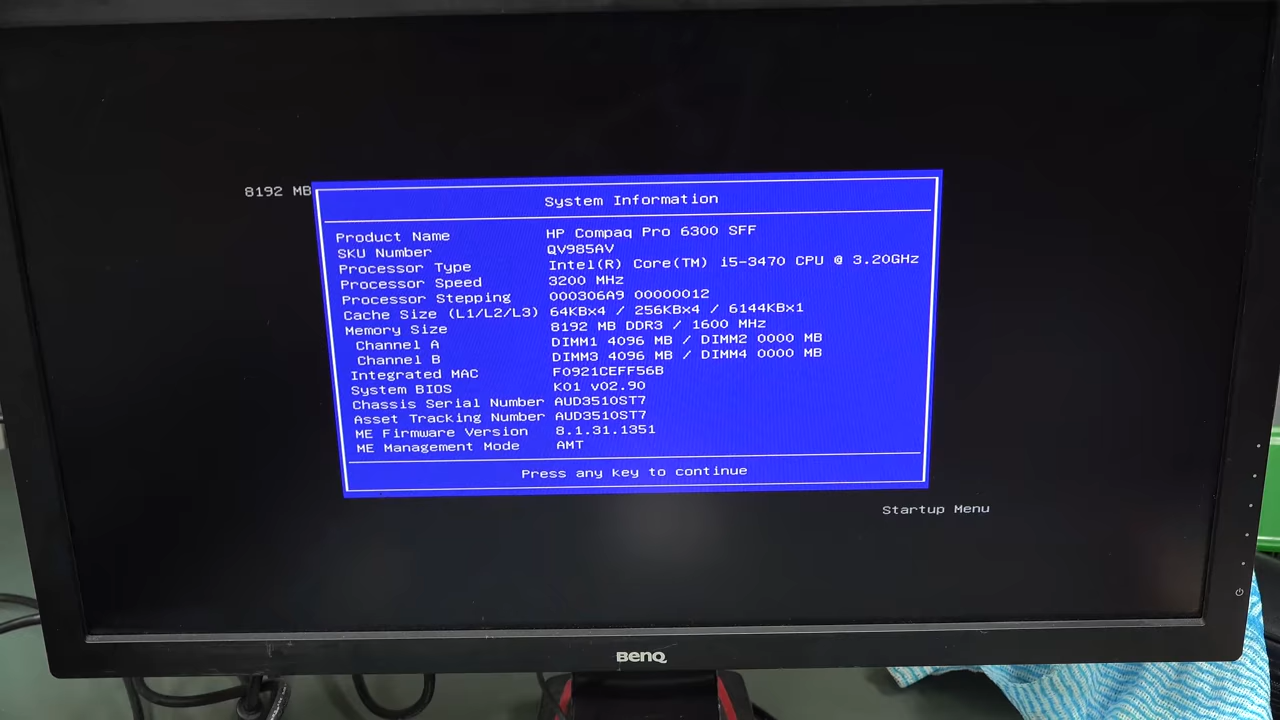 8192 MB
System Information
Product Name HP Compaq Pro 6300 SFF
SKU Number QV985AV
Processor Type Intel(R) Core(TM) i5-3470 CPU @ 3.20GHz
Processor Speed 3200 MHz
Processor Stepping 000306A9 00000012
Cache Size (L1/L2/L3) 64KBx4 / 256KBx4 / 6144KBx1
Memory Size 8192 MB DDR3 / 1600 MHz
Channel A DIMM1 4096 MB / DIMM2 0000 MB
Channel B DIMM3 4096 MB / DIMM4 0000 MB
Integrated MAC F0921CEFF56B
System BIOS K01 v02.90
Chassis Serial Number AUD3510ST7
Asset Tracking Number AUD3510ST7
ME Firmware Version 8.1.31.1351
ME Management Mode AMT
Press any key to continue
Startup Menu
BenQ